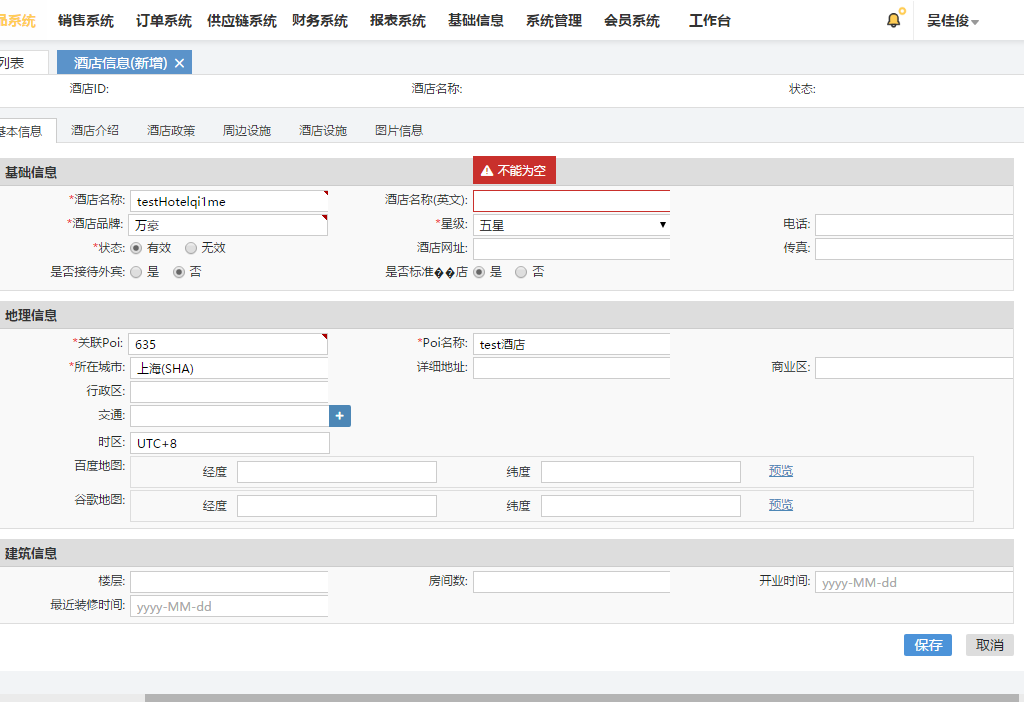 品系统 销售系统 订单系统 供应链系统 财务系统 报表系统 基础信息 系统管理 会员系统 工作台 吴佳俊
列表 酒店信息(新增) ×
酒店ID: 酒店名称: 状态:
基本信息 酒店介绍 酒店政策 周边设施 酒店设施 图片信息
基础信息 不能为空
*酒店名称: testHotelqi1me 酒店名称(英文):
*酒店品牌: 万豪 *星级: 五星 电话:
*状态: 有效 无效 酒店网址: 传真:
是否接待外宾: 是 否 是否标准��店 是 否
地理信息
*关联Poi: 635 *Poi名称: test酒店
*所在城市: 上海(SHA) 详细地址: 商业区:
行政区:
交通: +
时区: UTC+8
百度地图: 经度 纬度 预览
谷歌地图: 经度 纬度 预览
建筑信息
楼层: 房间数: 开业时间: yyyy-MM-dd
最近装修时间: yyyy-MM-dd
保存 取消